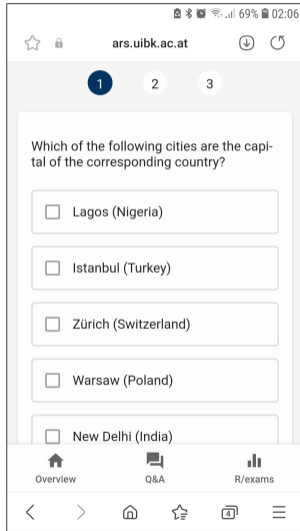 69% 02:06
ars.uibk.ac.at
1 2 3
Which of the following cities are the capi-
tal of the corresponding country?
Lagos (Nigeria)
Istanbul (Turkey)
Zürich (Switzerland)
Warsaw (Poland)
New Delhi (India)
Overview Q&A R/exams
4